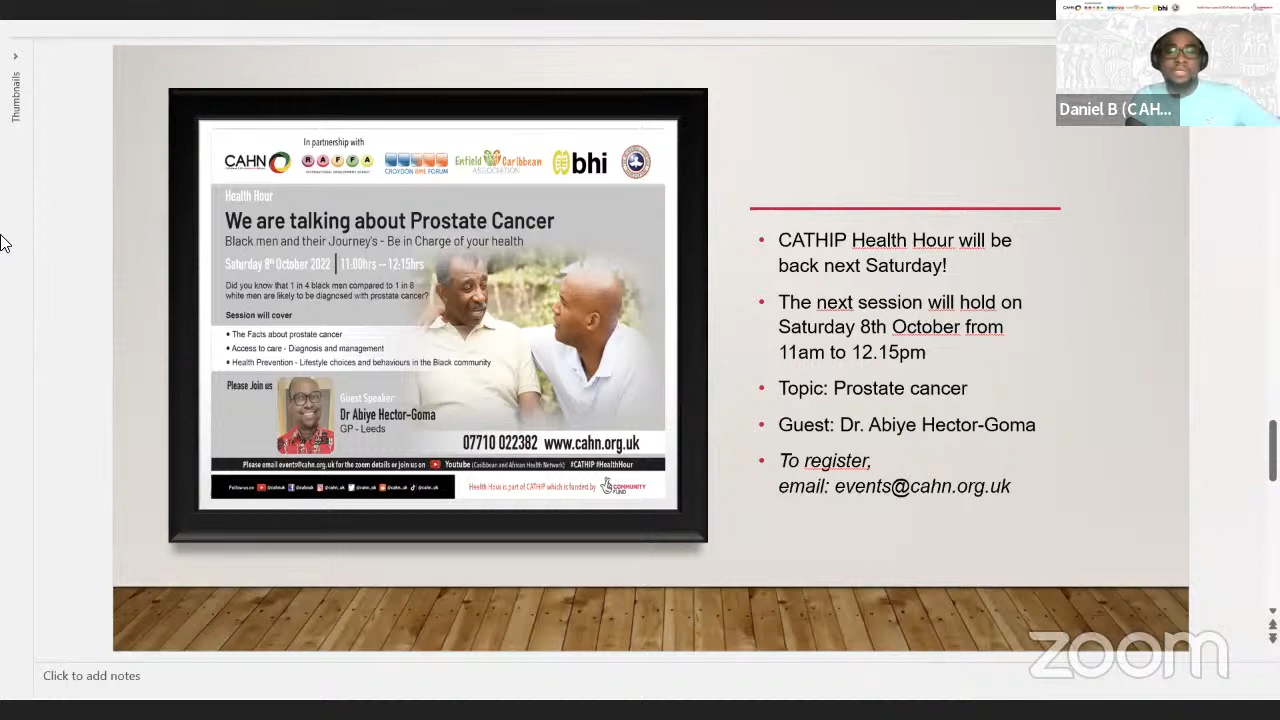 Thumbnails
Daniel B (CAH...
In partnership with
CAHN
RAFFA
INTERNATIONAL DEVELOPMENT AGENCY
CROYDON BME FORUM
Enfield Caribbean
ASSOCIATION
bhi
Health Hour
We are talking about Prostate Cancer
Black men and their Journey's - Be in Charge of your health
Saturday 8th October 2022 | 11:00hrs -- 12:15hrs
Did you know that 1 in 4 black men compared to 1 in 8
white men are likely to be diagnosed with prostate cancer?
Session will cover
• The Facts about prostate cancer
• Access to care - Diagnosis and management
• Health Prevention - Lifestyle choices and behaviours in the Black community
Please Join us
Guest Speaker:
Dr Abiye Hector-Goma
GP - Leeds
07710 022382 www.cahn.org.uk
Please email events@cahn.org.uk for the zoom details or join us on Youtube (Caribbean and African Health Network) #CATHIP #HealthHour
Follow us on @cahnuk @cahnuk @cahn_uk @cahn_uk @cahn_uk @cahn_uk
Health Hour is part of CATHIP which is funded by COMMUNITY FUND
• CATHIP Health Hour will be
back next Saturday!
• The next session will hold on
Saturday 8th October from
11am to 12.15pm
• Topic: Prostate cancer
• Guest: Dr. Abiye Hector-Goma
• To register,
email: events@cahn.org.uk
zoom
Click to add notes